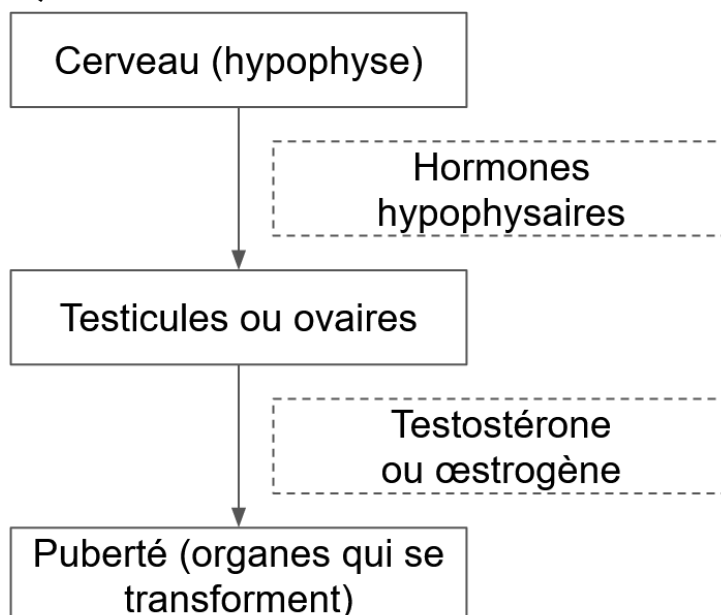 Cerveau (hypophyse)
Hormones
hypophysaires
Testicules ou ovaires
Testostérone
ou œstrogène
Puberté (organes qui se
transforment)